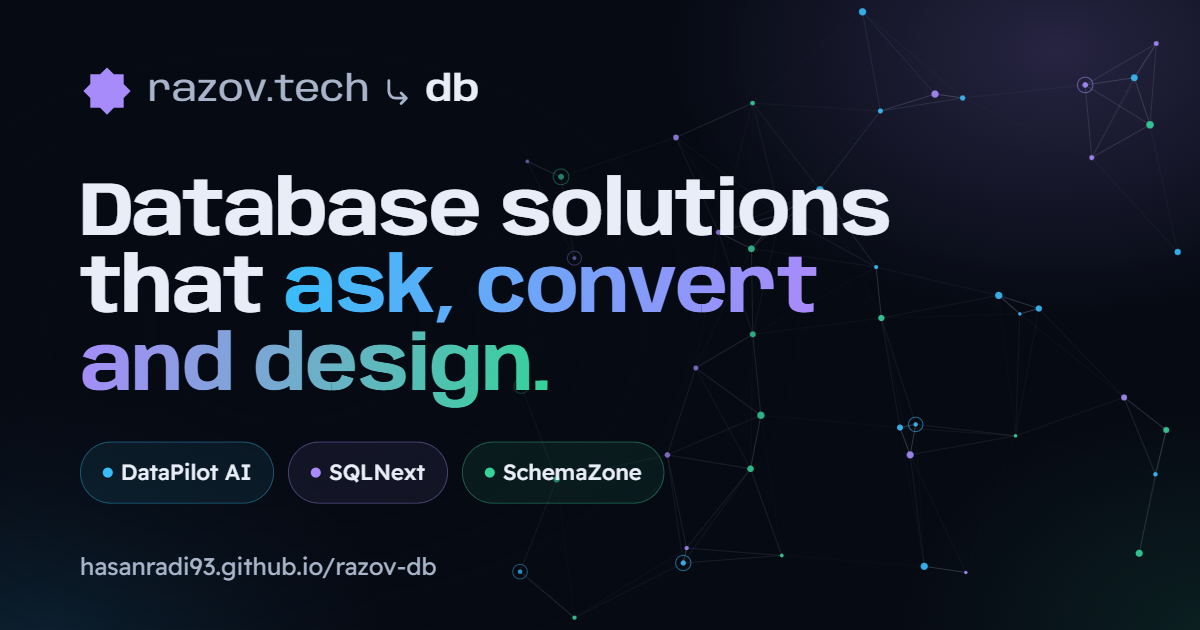 razov.tech ↳ db
Database solutions
that ask, convert
and design.
DataPilot AI
SQLNext
SchemaZone
hasanradi93.github.io/razov-db